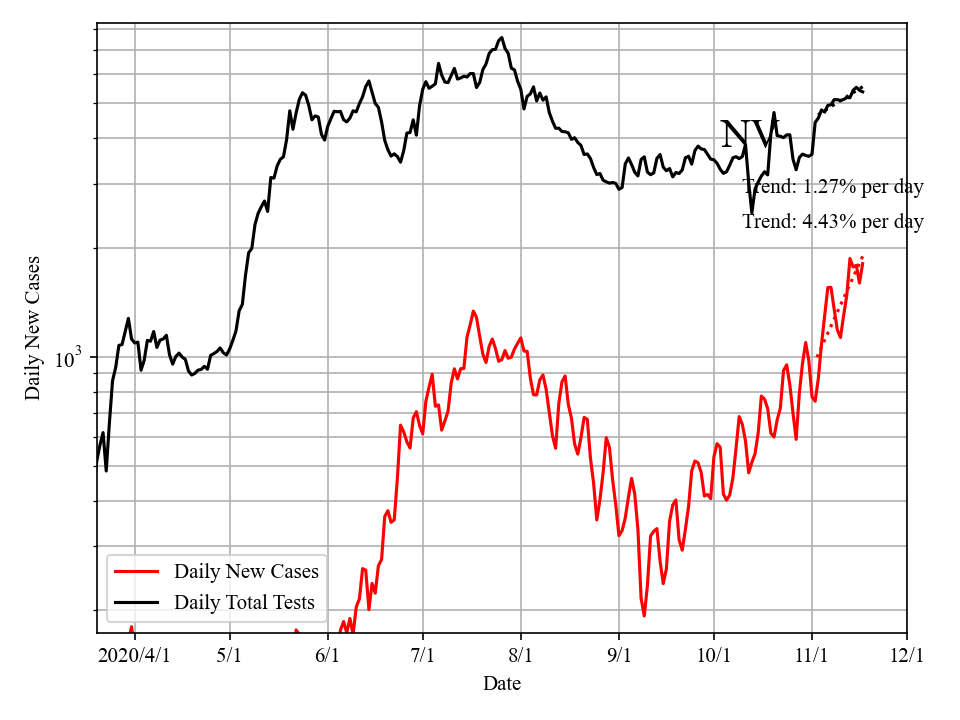 NV
Trend: 1.27% per day
Trend: 4.43% per day
Daily New Cases
10³
Daily New Cases
Daily Total Tests
2020/4/1 5/1 6/1 7/1 8/1 9/1 10/1 11/1 12/1
Date